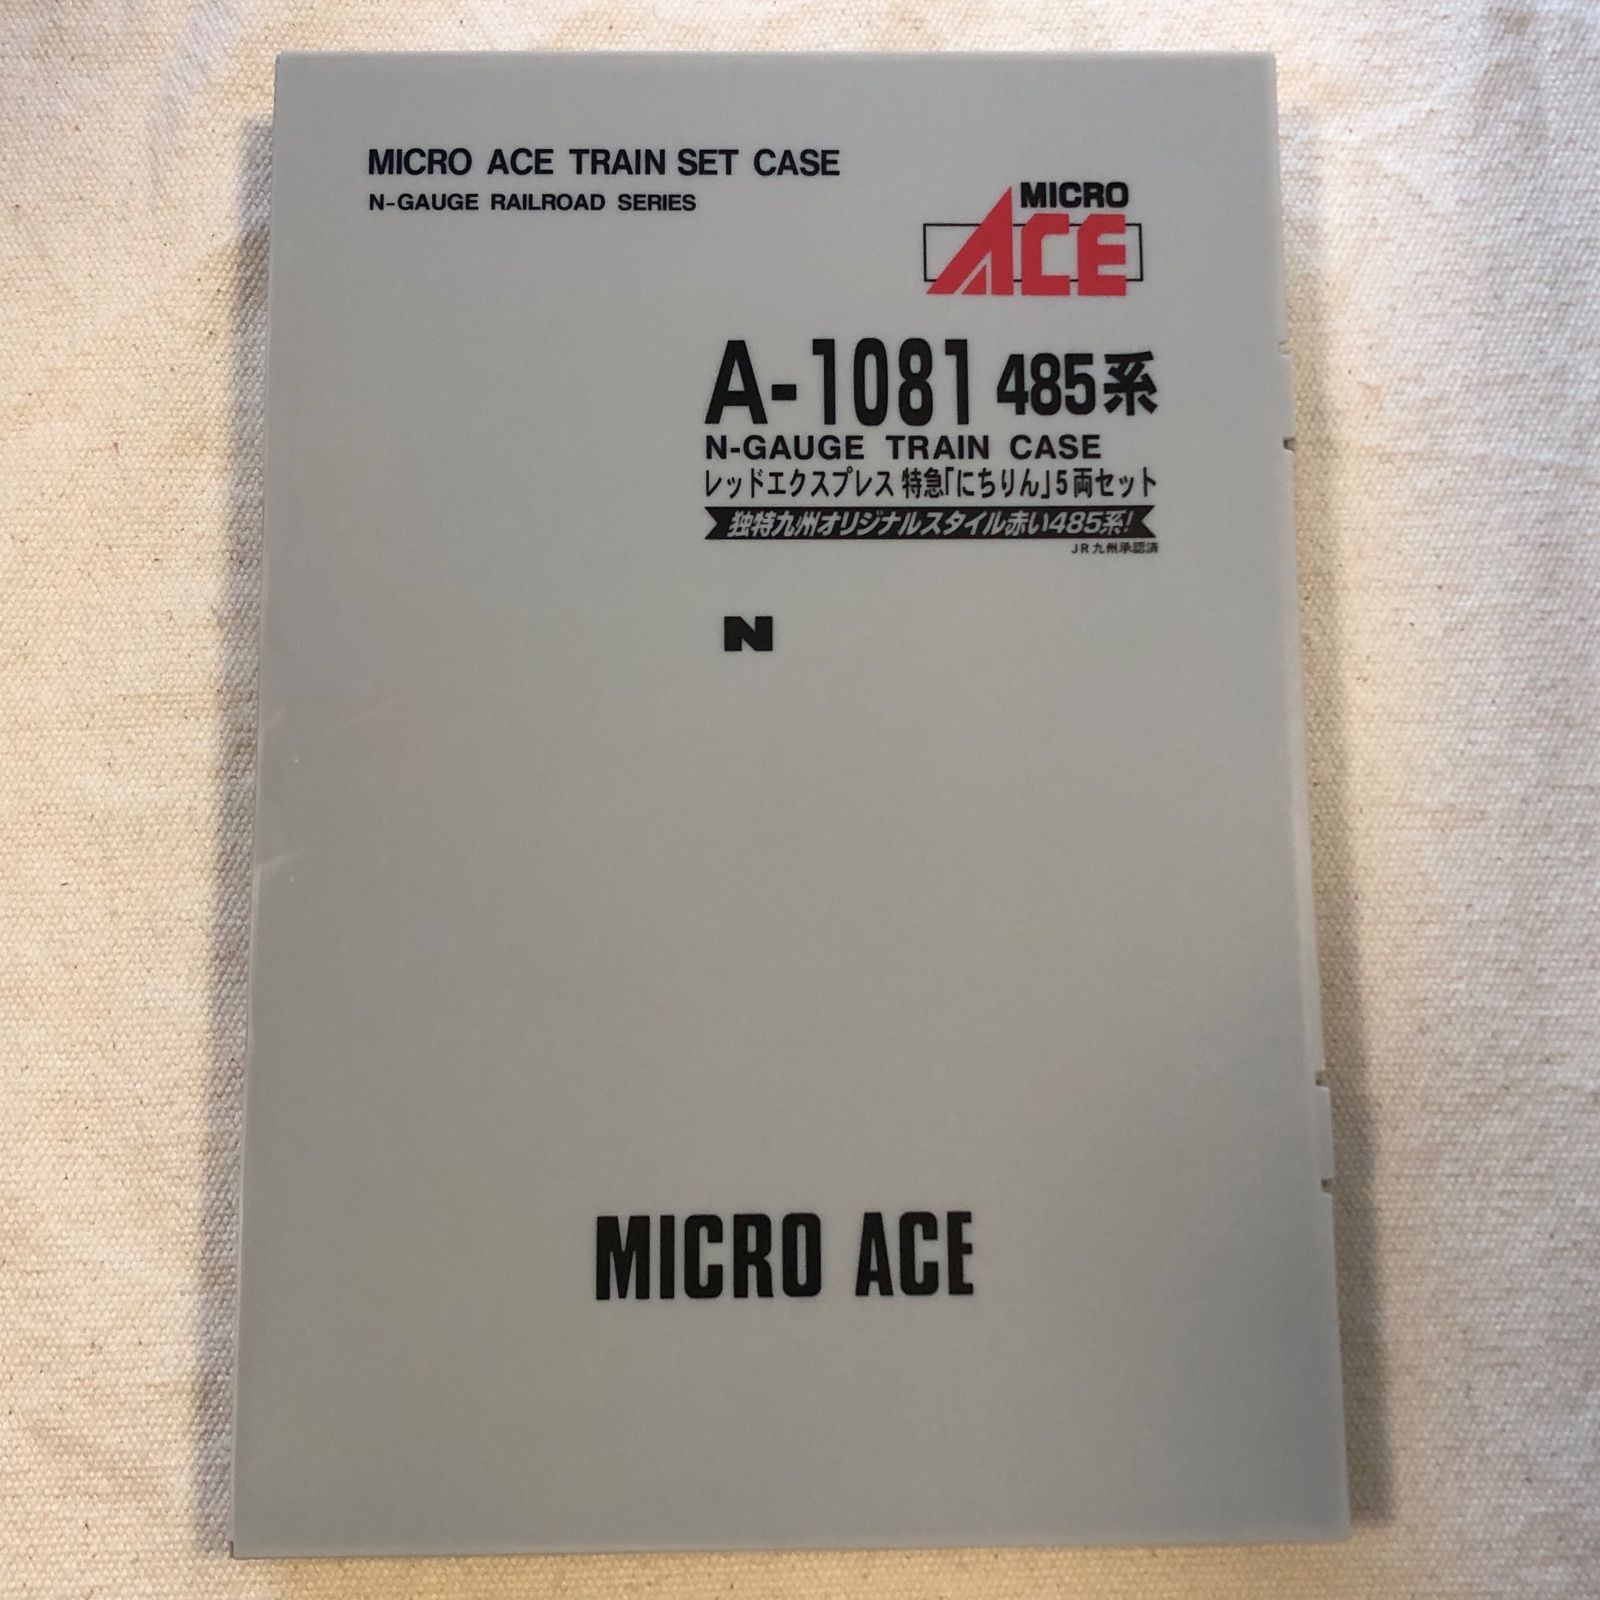 MICRO ACE TRAIN SET CASE
N-GAUGE RAILROAD SERIES
MICRO
ACE
A-1081 485系
N-GAUGE TRAIN CASE
レッドエクスプレス 特急「にちりん」5両セット
独特九州オリジナルスタイル赤い485系!
JR九州承認済
N
MICRO ACE